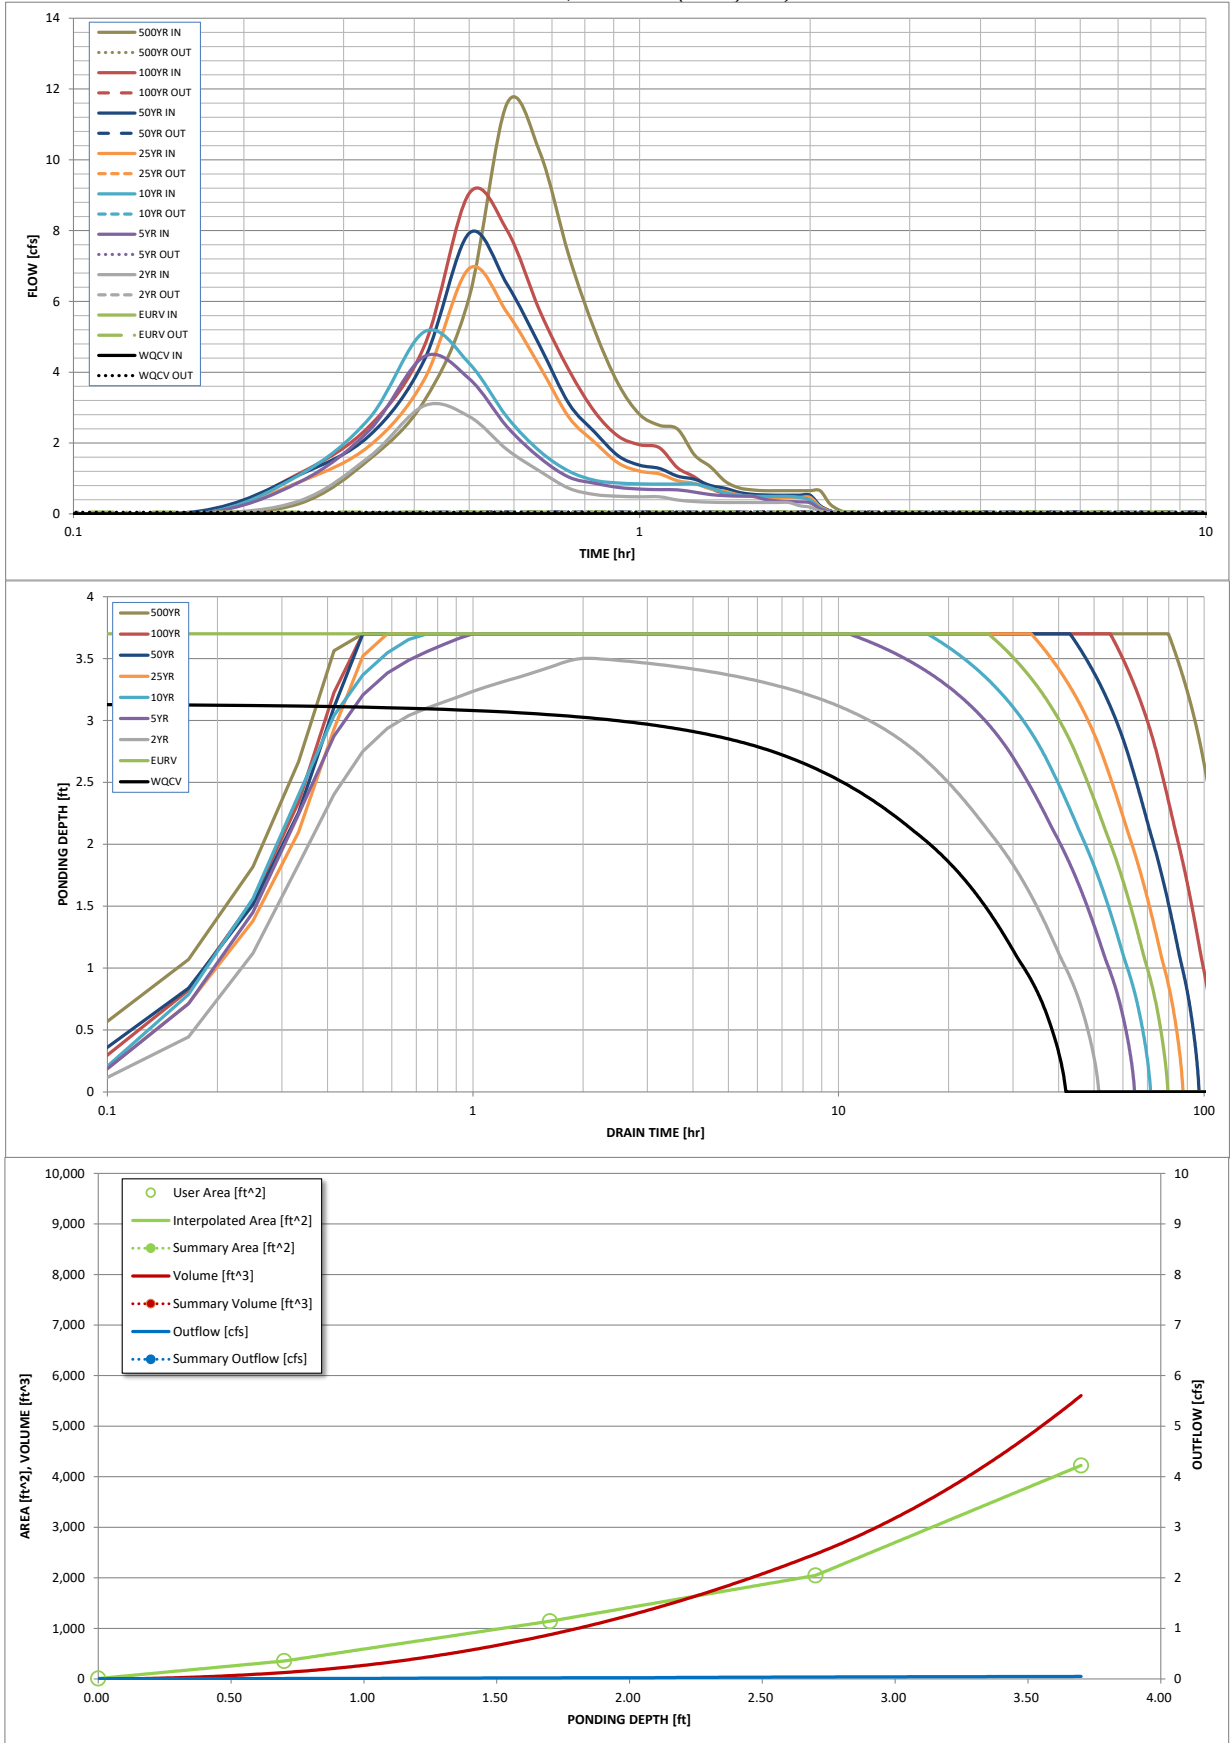 14
12
10
8
6
4
2
0
FLOW [cfs]
500YR IN
500YR OUT
100YR IN
100YR OUT
50YR IN
50YR OUT
25YR IN
25YR OUT
10YR IN
10YR OUT
5YR IN
5YR OUT
2YR IN
2YR OUT
EURV IN
EURV OUT
WQCV IN
WQCV OUT
0.1 1 10
TIME [hr]
4
3.5
3
2.5
2
1.5
1
0.5
0
PONDING DEPTH [ft]
500YR
100YR
50YR
25YR
10YR
5YR
2YR
EURV
WQCV
0.1 1 10 100
DRAIN TIME [hr]
10,000
9,000
8,000
7,000
6,000
5,000
4,000
3,000
2,000
1,000
0
AREA [ft^2], VOLUME [ft^3]
User Area [ft^2]
Interpolated Area [ft^2]
Summary Area [ft^2]
Volume [ft^3]
Summary Volume [ft^3]
Outflow [cfs]
Summary Outflow [cfs]
10
9
8
7
6
5
4
3
2
1
0
OUTFLOW [cfs]
0.00 0.50 1.00 1.50 2.00 2.50 3.00 3.50 4.00
PONDING DEPTH [ft]